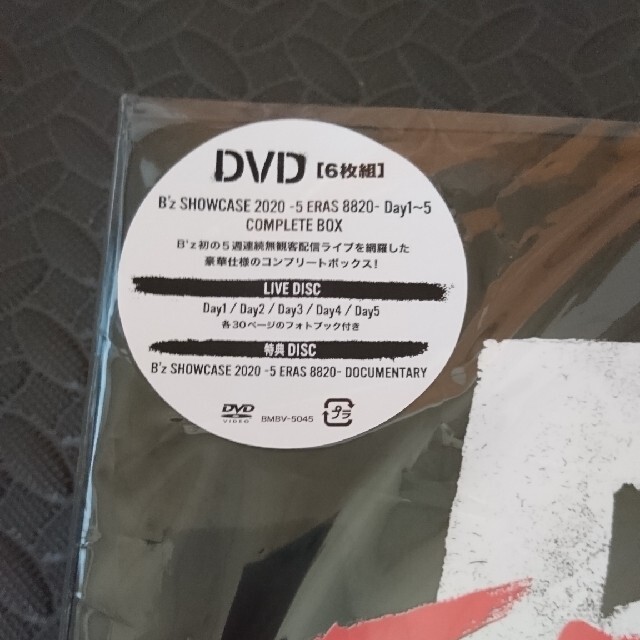 DVD [6枚組]
B'z SHOWCASE 2020 -5 ERAS 8820- Day1~5
COMPLETE BOX
B'z初の5週連続無観客配信ライブを網羅した
豪華仕様のコンプリートボックス!
LIVE DISC
Day1 / Day2 / Day3 / Day4 / Day5
各30ページのフォトブック付き
特典 DISC
B'z SHOWCASE 2020 -5 ERAS 8820- DOCUMENTARY
DVD VIDEO BMBV-5045 プラ